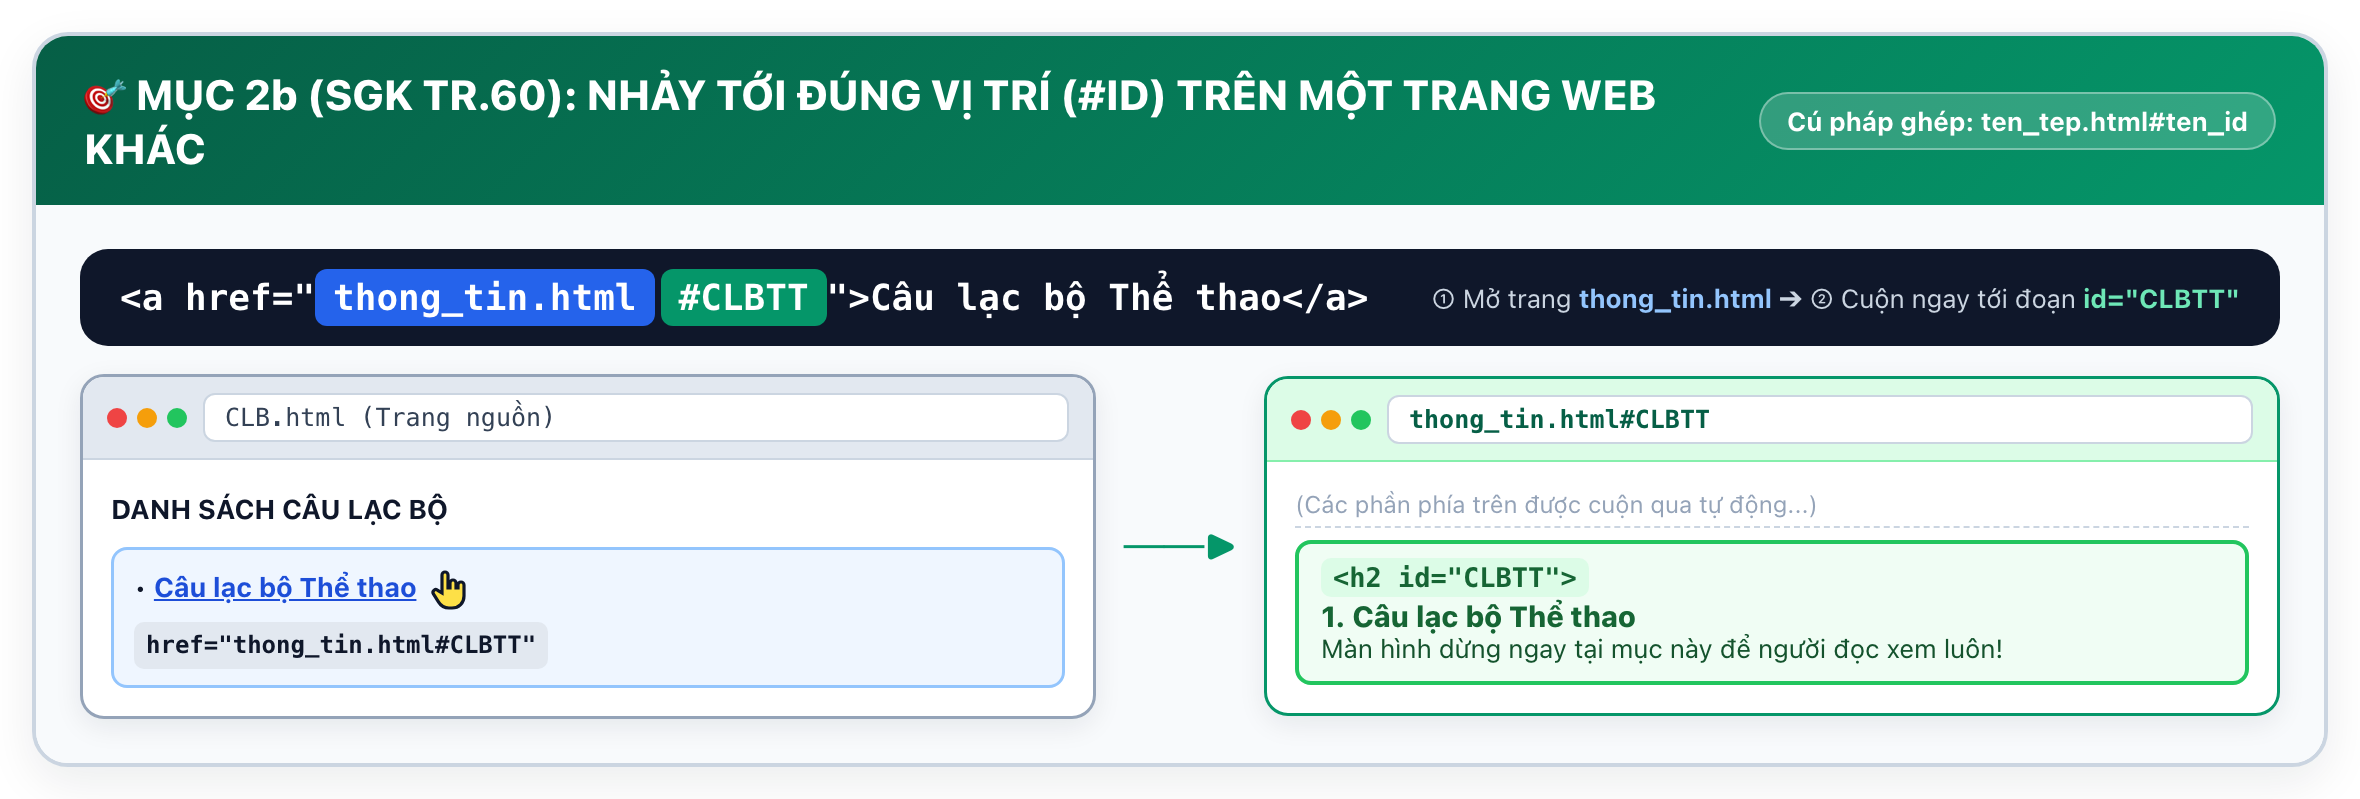 🎯 MỤC 2b (SGK TR.60): NHẢY TỚI ĐÚNG VỊ TRÍ (#ID) TRÊN MỘT TRANG WEB
KHÁC
Cú pháp ghép: ten_tep.html#ten_id
<a href="thong_tin.html#CLBTT">Câu lạc bộ Thể thao</a>
① Mở trang thong_tin.html ➔ ② Cuộn ngay tới đoạn id="CLBTT"
CLB.html (Trang nguồn)
DANH SÁCH CÂU LẠC BỘ
• Câu lạc bộ Thể thao
href="thong_tin.html#CLBTT"
thong_tin.html#CLBTT
(Các phần phía trên được cuộn qua tự động...)
<h2 id="CLBTT">
1. Câu lạc bộ Thể thao
Màn hình dừng ngay tại mục này để người đọc xem luôn!